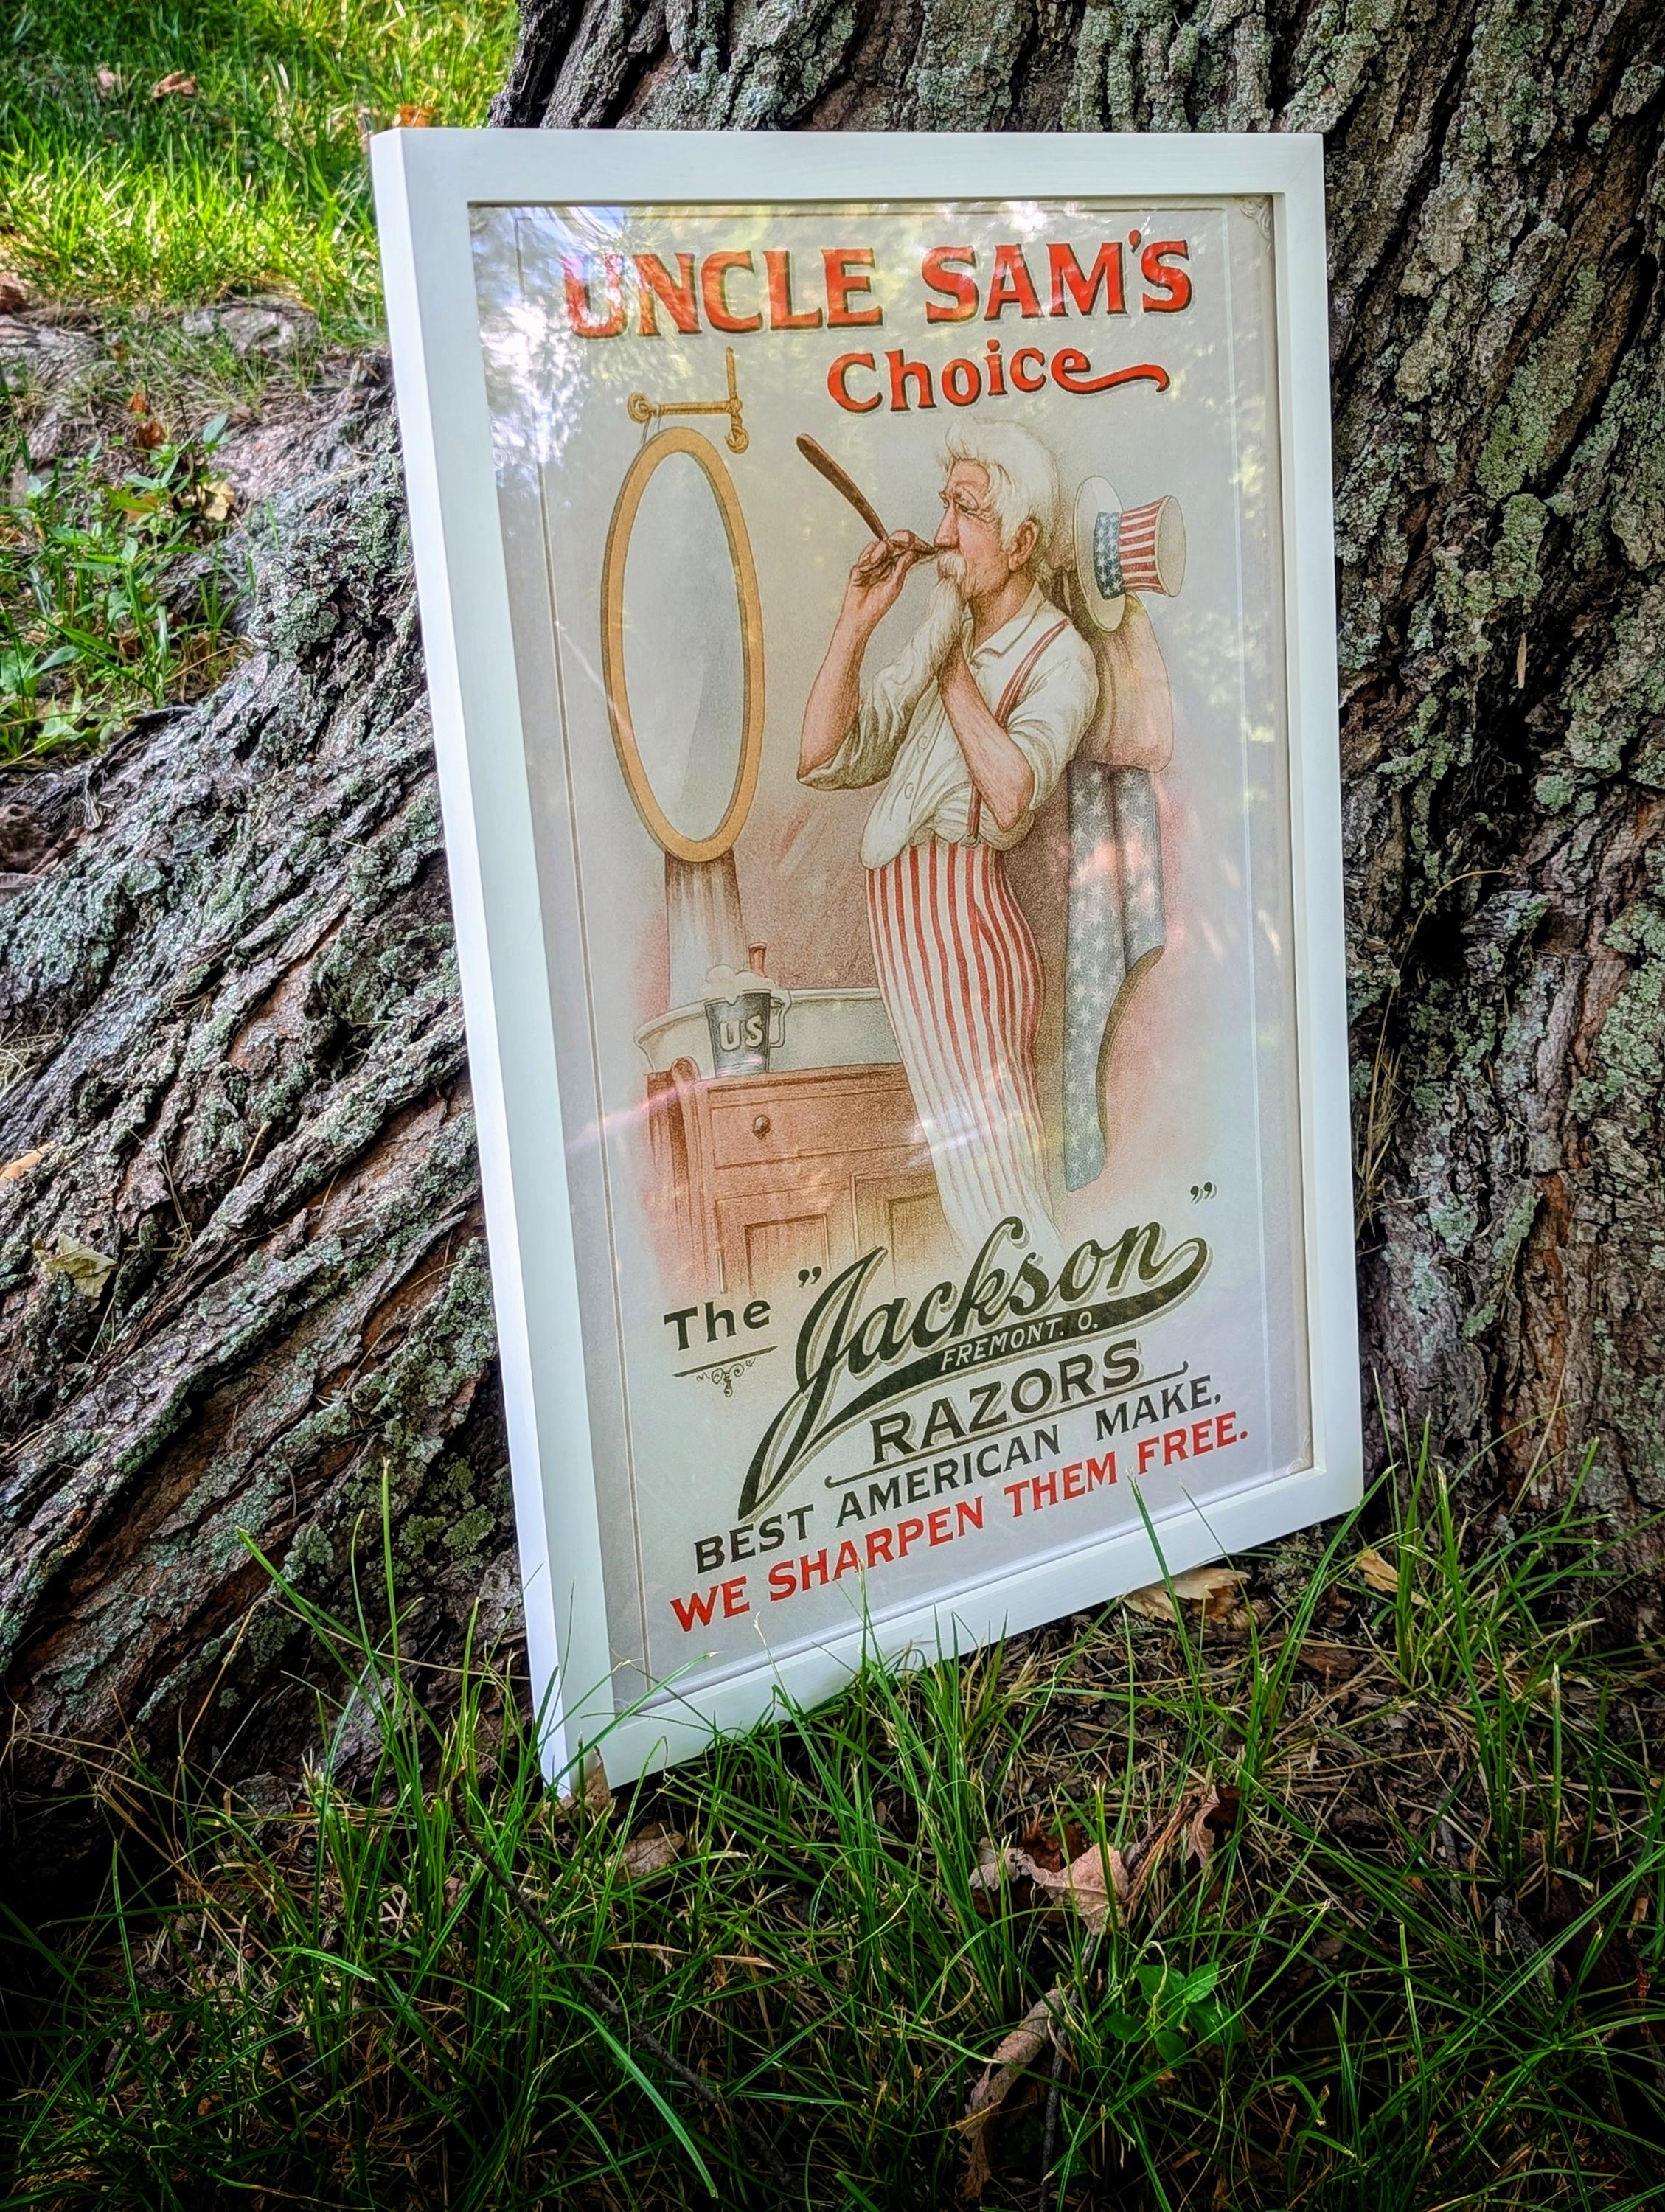 UNCLE SAM'S
Choice
US
The "Jackson"
FREMONT. O.
RAZORS
BEST AMERICAN MAKE.
WE SHARPEN THEM FREE.